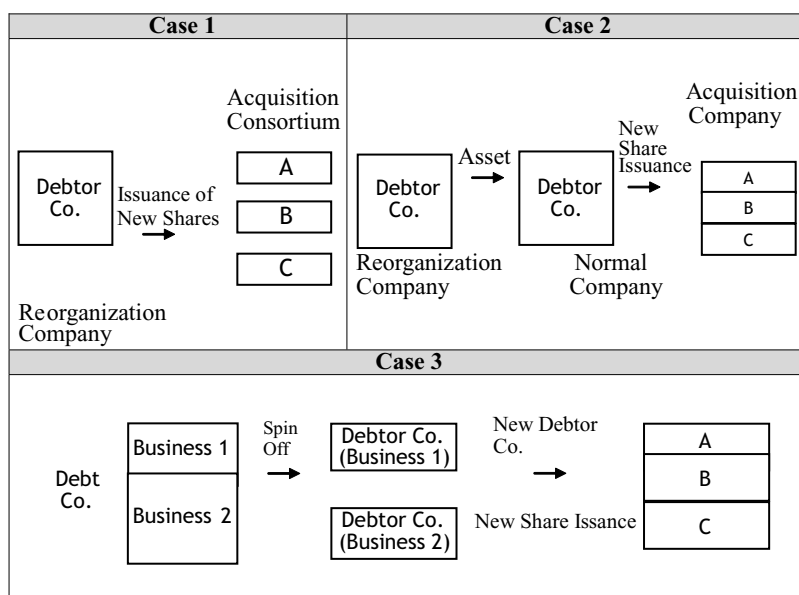 Case 1
Acquisition
Consortium
Debtor
Co.
Issuance of
New Shares
A
B
C
Reorganization
Company
Case 2
Acquisition
Company
New
Share
Issuance
Asset
Debtor
Co.
Debtor
Co.
A
B
C
Reorganization
Company
Normal
Company
Case 3
Debt
Co.
Business 1
Business 2
Spin
Off
Debtor Co.
(Business 1)
Debtor Co.
(Business 2)
New Debtor
Co.
New Share Issance
A
B
C